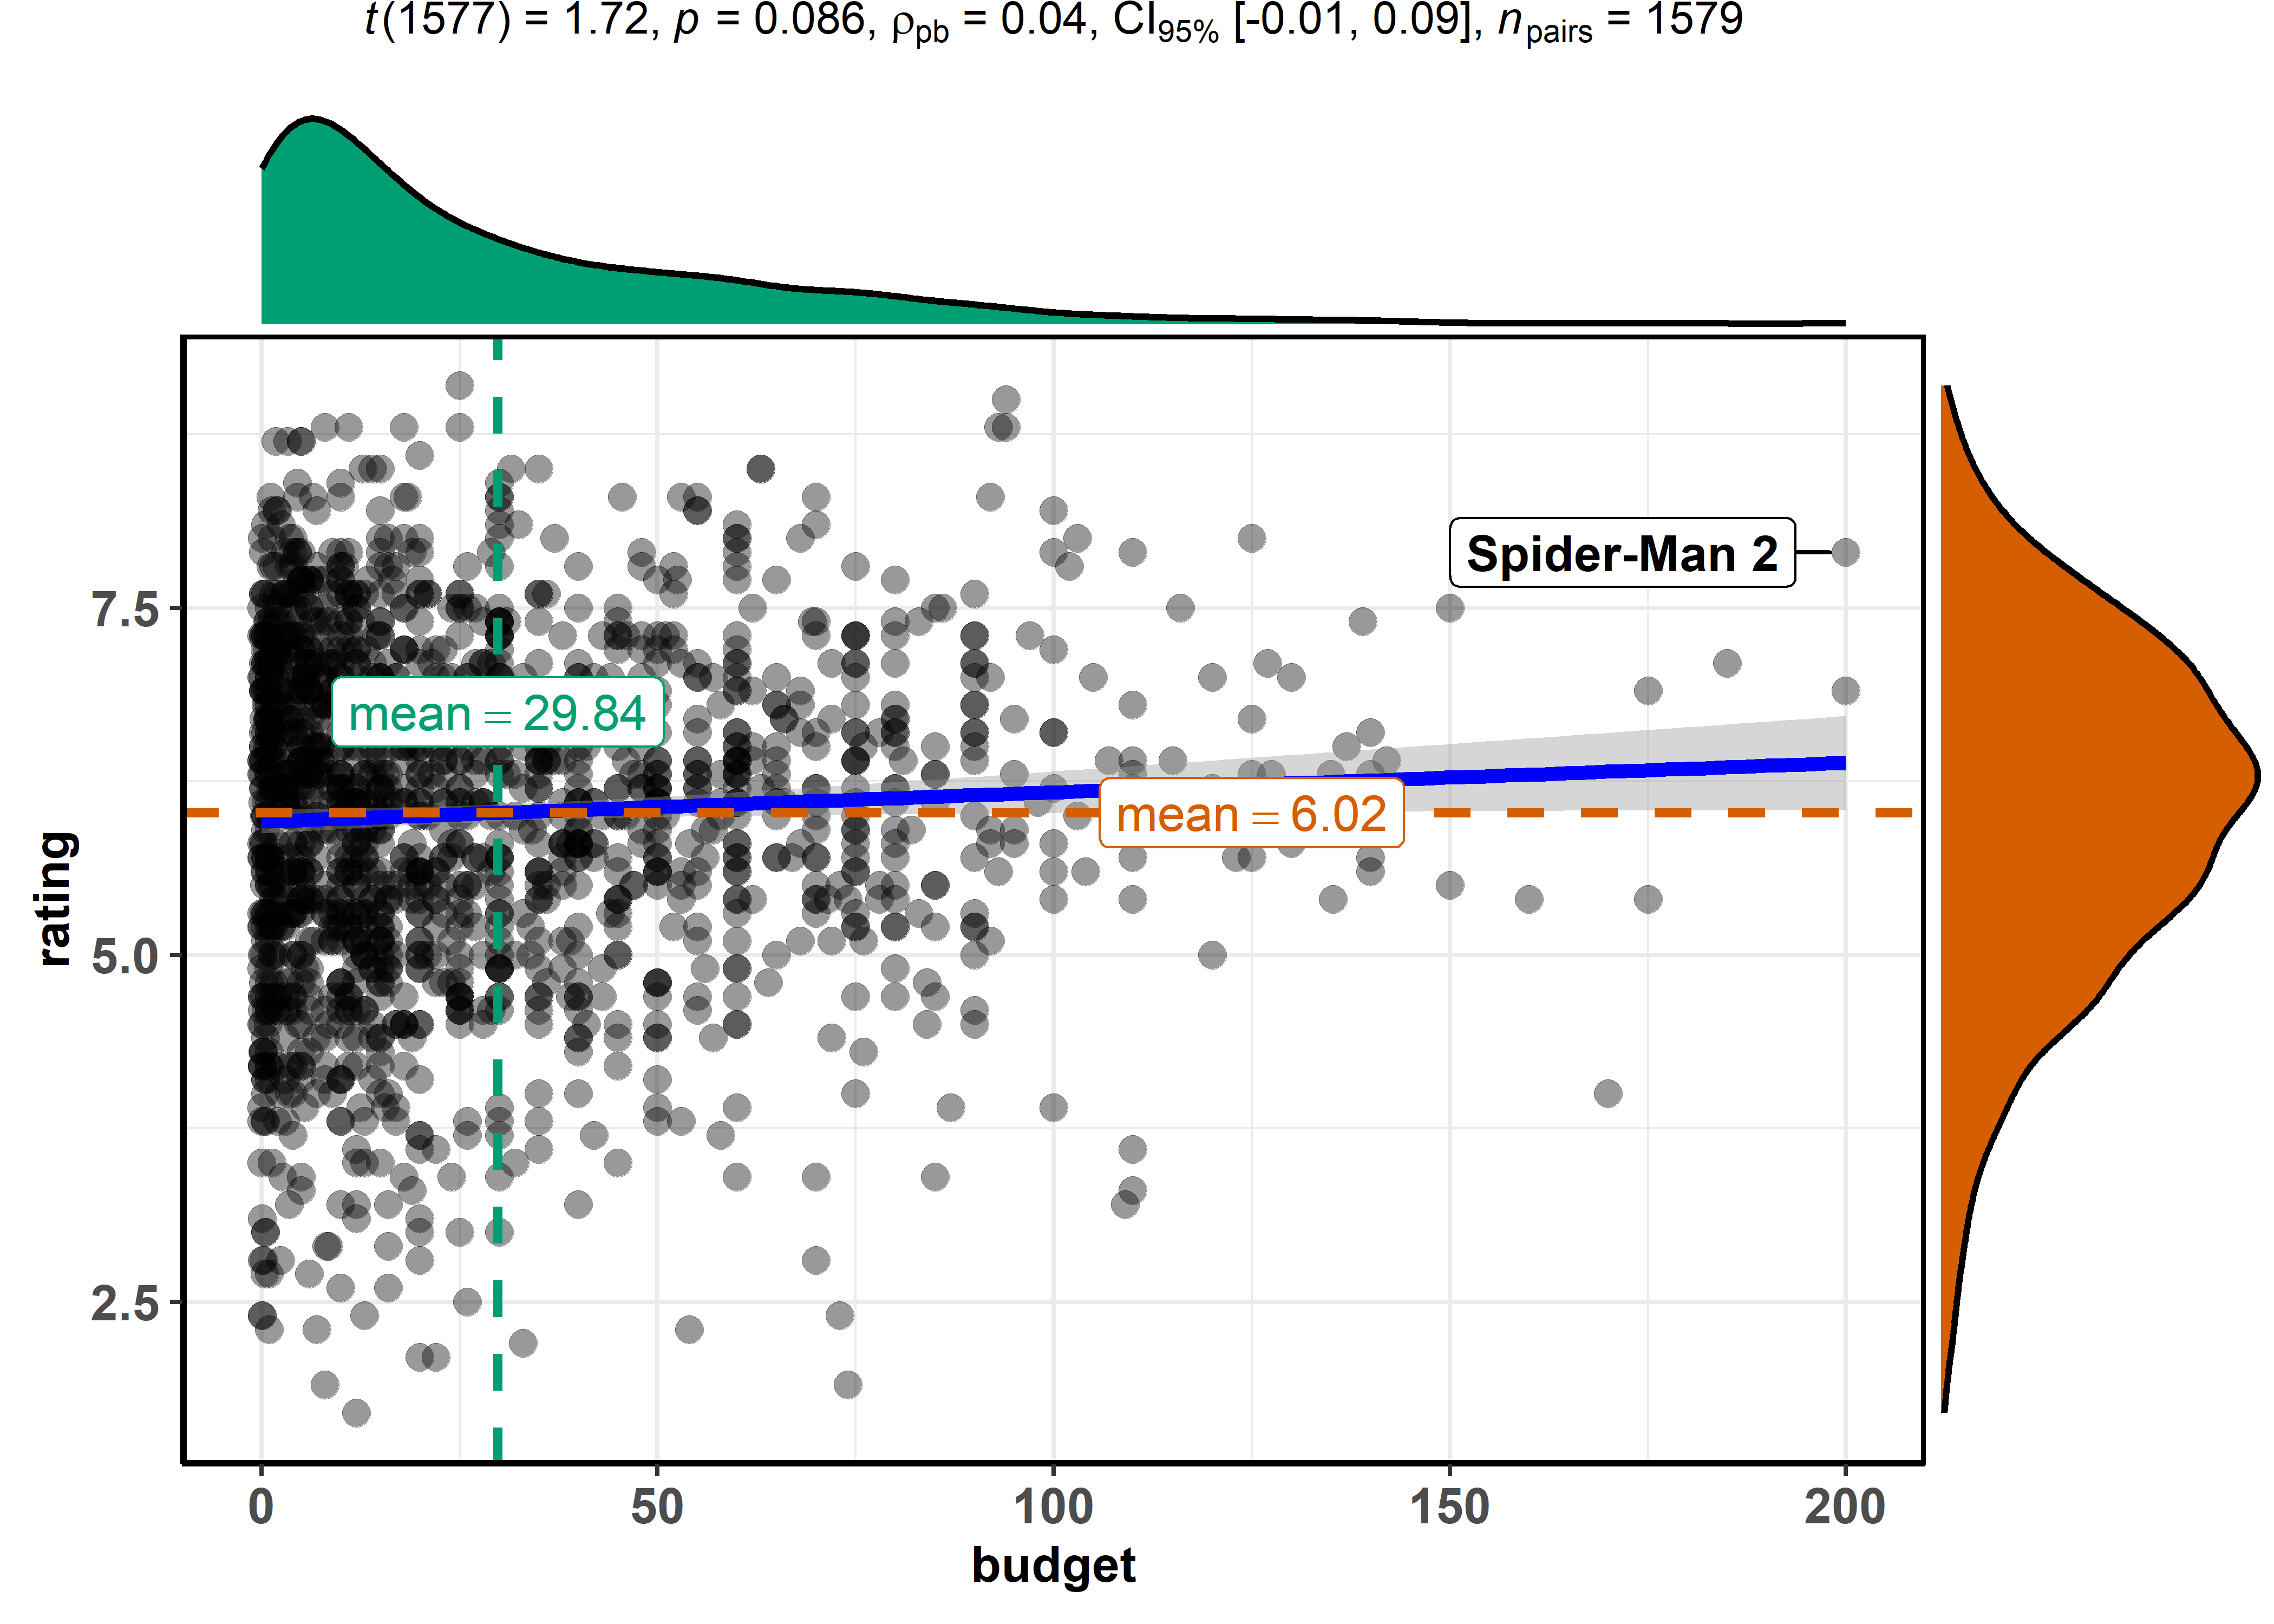 t(1577) = 1.72, p = 0.086, ρpb = 0.04, CI95% [-0.01, 0.09], npairs = 1579
Spider-Man 2
7.5
mean = 29.84
mean = 6.02
rating
5.0
2.5
0 50 100 150 200
budget